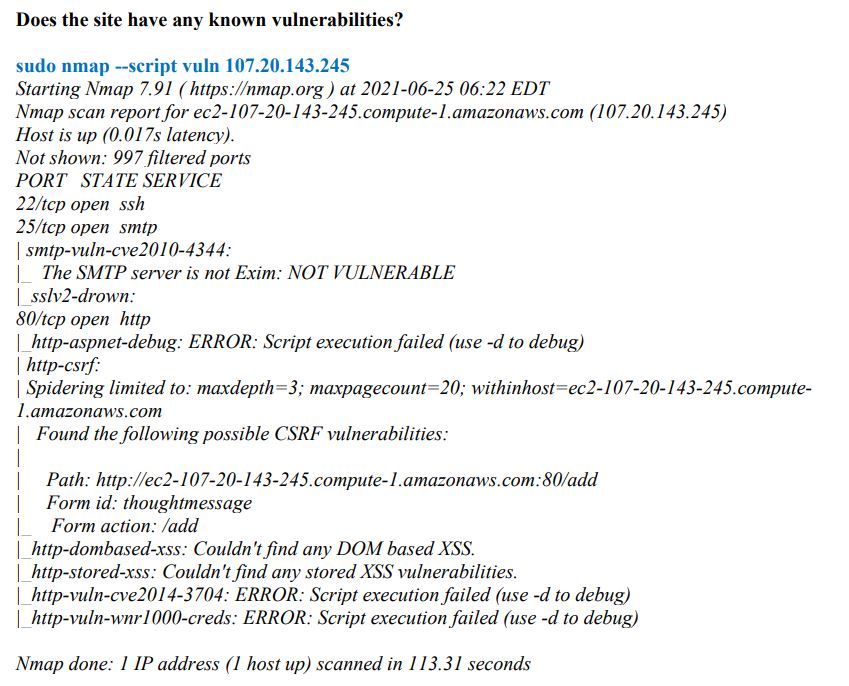 Does the site have any known vulnerabilities?
sudo nmap --script vuln 107.20.143.245
Starting Nmap 7.91 ( https://nmap.org ) at 2021-06-25 06:22 EDT
Nmap scan report for ec2-107-20-143-245.compute-1.amazonaws.com (107.20.143.245)
Host is up (0.017s latency).
Not shown: 997 filtered ports
PORT   STATE SERVICE
22/tcp open  ssh
25/tcp open  smtp
| smtp-vuln-cve2010-4344:
|_  The SMTP server is not Exim: NOT VULNERABLE
|_sslv2-drown:
80/tcp open  http
|_http-aspnet-debug: ERROR: Script execution failed (use -d to debug)
| http-csrf:
| Spidering limited to: maxdepth=3; maxpagecount=20; withinhost=ec2-107-20-143-245.compute-
1.amazonaws.com
|   Found the following possible CSRF vulnerabilities:
|
|     Path: http://ec2-107-20-143-245.compute-1.amazonaws.com:80/add
|     Form id: thoughtmessage
|_    Form action: /add
|_http-dombased-xss: Couldn't find any DOM based XSS.
|_http-stored-xss: Couldn't find any stored XSS vulnerabilities.
|_http-vuln-cve2014-3704: ERROR: Script execution failed (use -d to debug)
|_http-vuln-wnr1000-creds: ERROR: Script execution failed (use -d to debug)
Nmap done: 1 IP address (1 host up) scanned in 113.31 seconds